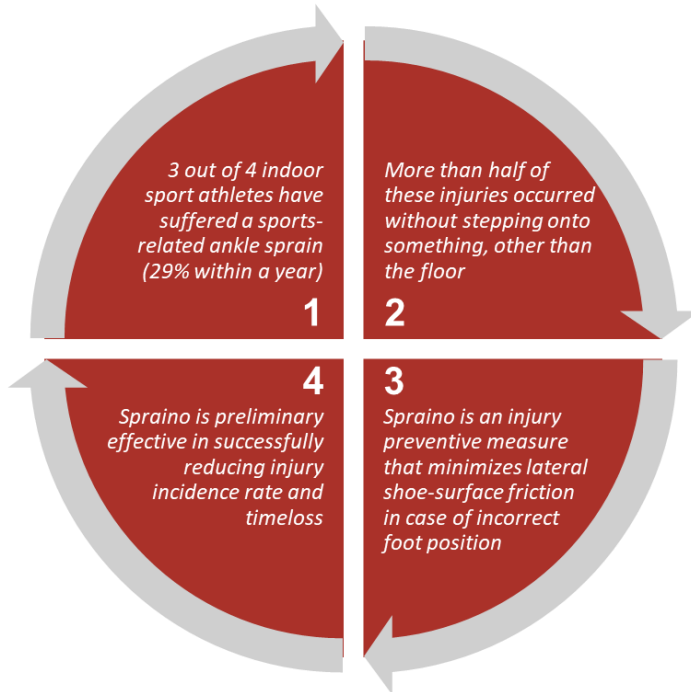 3 out of 4 indoor
sport athletes have
suffered a sports-
related ankle sprain
(29% within a year)
1
More than half of
these injuries occurred
without stepping onto
something, other than
the floor
2
3
Spraino is an injury
preventive measure
that minimizes lateral
shoe-surface friction
in case of incorrect
foot position
4
Spraino is preliminary
effective in successfully
reducing injury
incidence rate and
timeloss